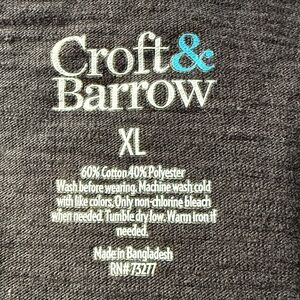 Croft&
Barrow
XL
60% Cotton 40% Polyester
Wash before wearing. Machine wash cold
with like colors. Only non-chlorine bleach
when needed. Tumble dry low. Warm iron if
needed.
Made in Bangladesh
RN# 73277